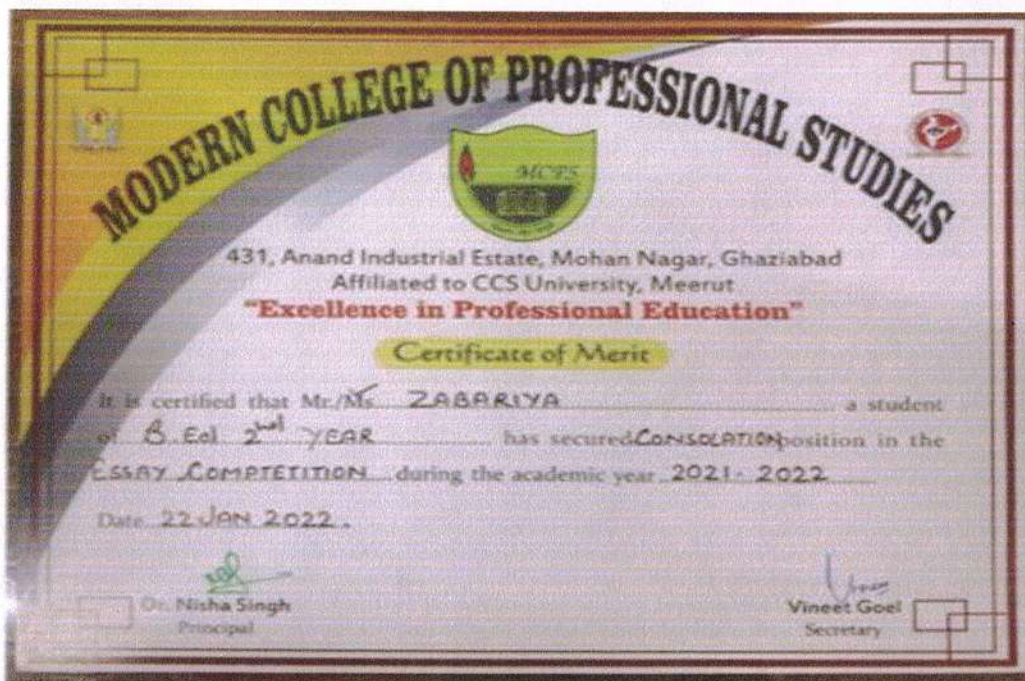 MODERN COLLEGE OF PROFESSIONAL STUDIES
MCPS
431, Anand Industrial Estate, Mohan Nagar, Ghaziabad
Affiliated to CCS University, Meerut
"Excellence in Professional Education"
Certificate of Merit
It is certified that Mr./Ms. ZABARIYA a student
of B.Ed 2nd YEAR has secured CONSOLATION position in the
ESSAY COMPTETITION during the academic year 2021-2022
Date 22 JAN 2022.
Dr. Nisha Singh
Principal
Vineet Goel
Secretary